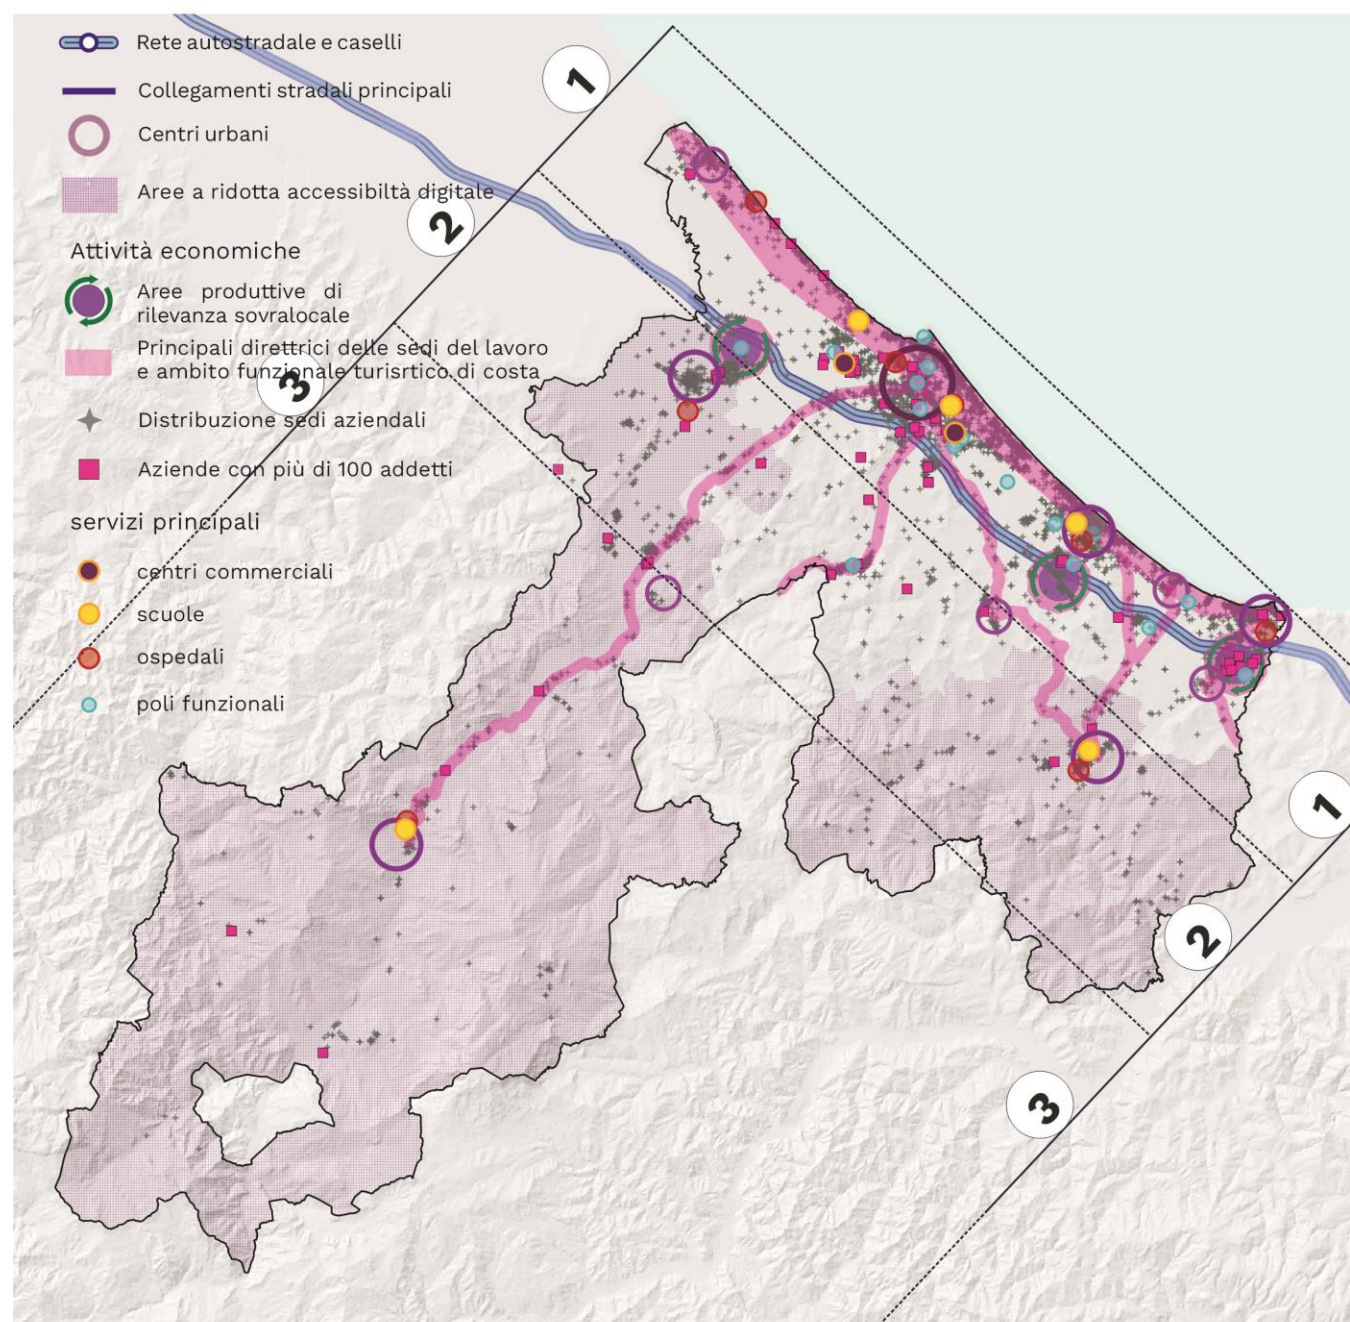 Rete autostradale e caselli
Collegamenti stradali principali
Centri urbani
Aree a ridotta accessibiltà digitale
Attività economiche
Aree produttive di
rilevanza sovralocale
Principali direttrici delle sedi del lavoro
e ambito funzionale turisrtico di costa
Distribuzione sedi aziendali
Aziende con più di 100 addetti
servizi principali
centri commerciali
scuole
ospedali
poli funzionali
1
2
3
1
2
3